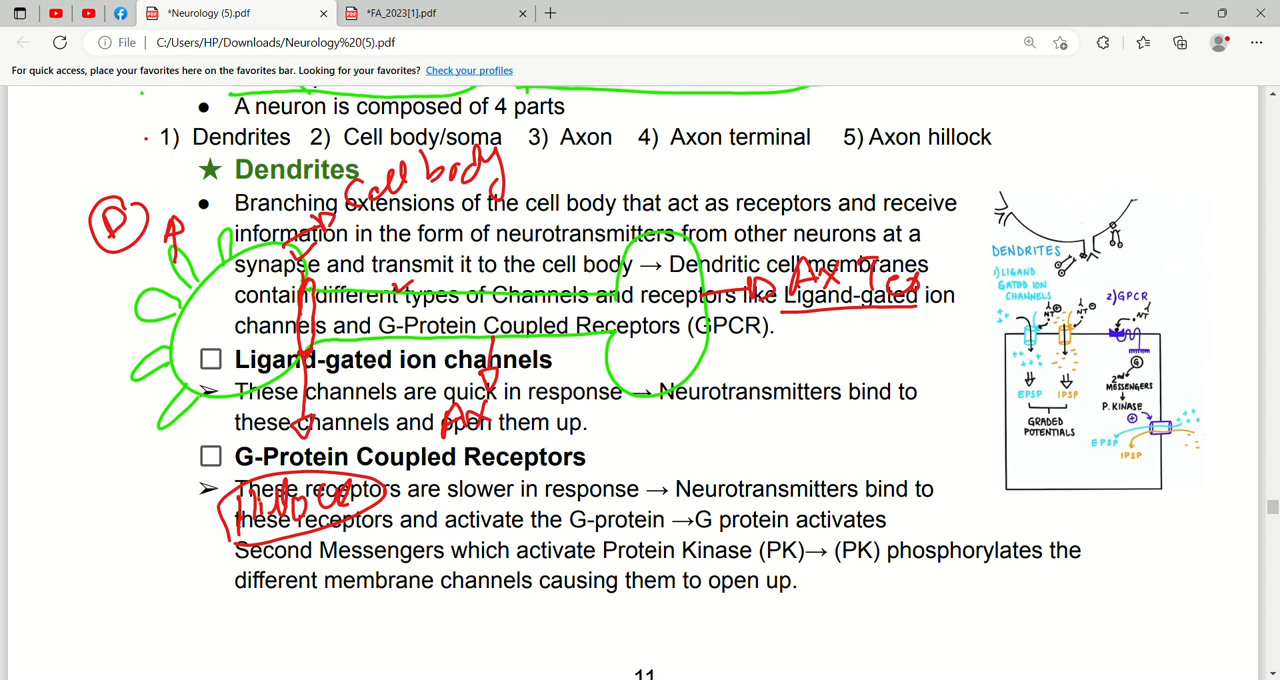 *Neurology (5).pdf
*FA_2023[1].pdf
File C:/Users/HP/Downloads/Neurology%20(5).pdf
For quick access, place your favorites here on the favorites bar. Looking for your favorites? Check your profiles
● A neuron is composed of 4 parts
1) Dendrites 2) Cell body/soma 3) Axon 4) Axon terminal 5) Axon hillock
★ Dendrites
Cell body
D
● Branching extensions of the cell body that act as receptors and receive
information in the form of neurotransmitters from other neurons at a
synapse and transmit it to the cell body → Dendritic cell membranes
contain different types of Channels and receptors like Ligand-gated ion
channels and G-Protein Coupled Receptors (GPCR).
Ax Ter
☐ Ligand-gated ion channels
➢ These channels are quick in response → Neurotransmitters bind to
these channels and open them up.
Ax
☐ G-Protein Coupled Receptors
➢ These receptors are slower in response → Neurotransmitters bind to
these receptors and activate the G-protein →G protein activates
Second Messengers which activate Protein Kinase (PK)→ (PK) phosphorylates the
different membrane channels causing them to open up.
DENDRITES
1) LIGAND
GATED ION
CHANNELS
2) GPCR
NT
NT
NT
G
2nd
MESSENGERS
P. KINASE
EPSP IPSP
GRADED
POTENTIALS
EPSP
IPSP
11